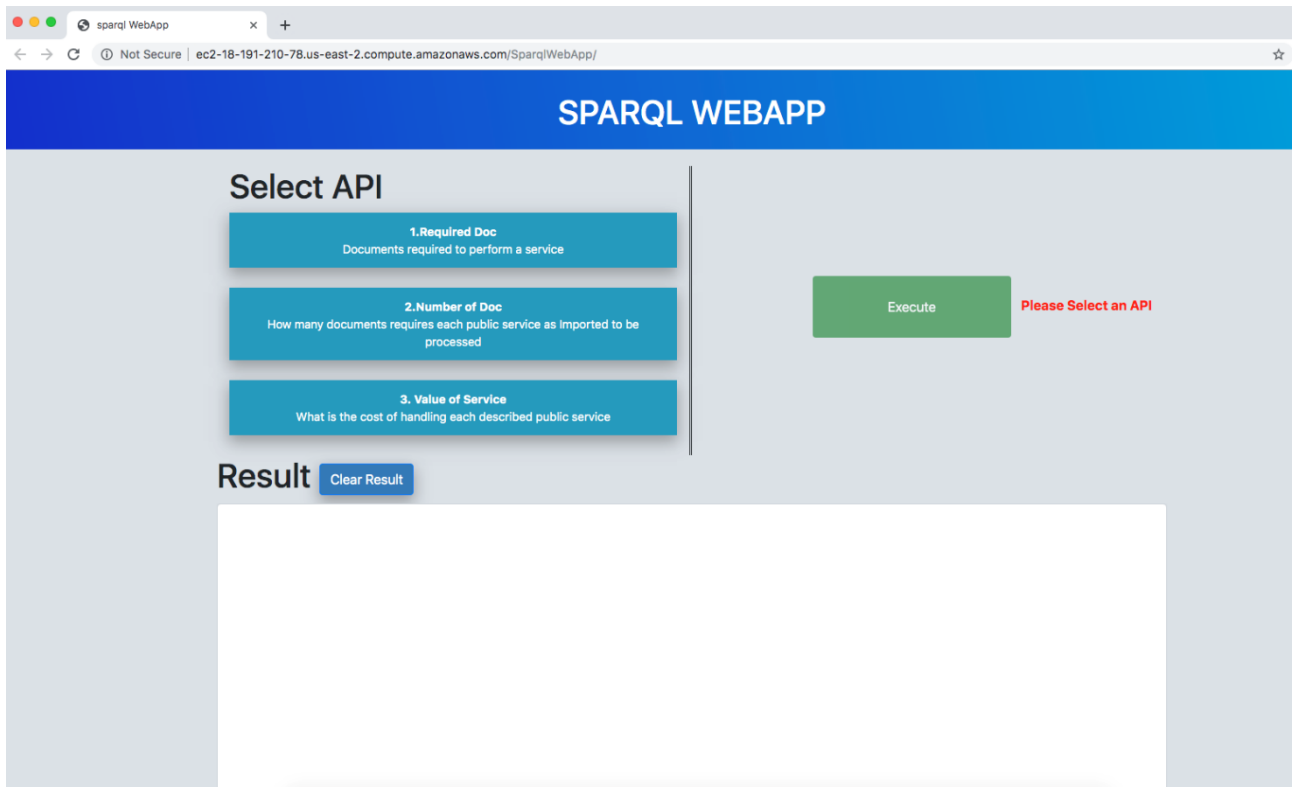 sparql WebApp
Not Secure | ec2-18-191-210-78.us-east-2.compute.amazonaws.com/SparqlWebApp/
SPARQL WEBAPP
Select API
1.Required Doc
Documents required to perform a service
2.Number of Doc
How many documents requires each public service as Imported to be
processed
3. Value of Service
What is the cost of handling each described public service
Execute
Please Select an API
Result
Clear Result